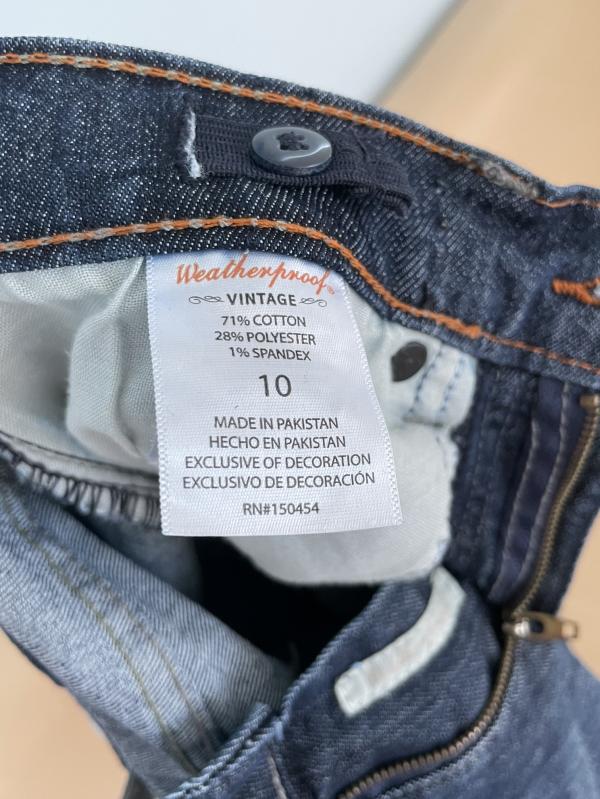 Weatherproof®
VINTAGE
71% COTTON
28% POLYESTER
1% SPANDEX
10
MADE IN PAKISTAN
HECHO EN PAKISTAN
EXCLUSIVE OF DECORATION
EXCLUSIVO DE DECORACIÓN
RN#150454